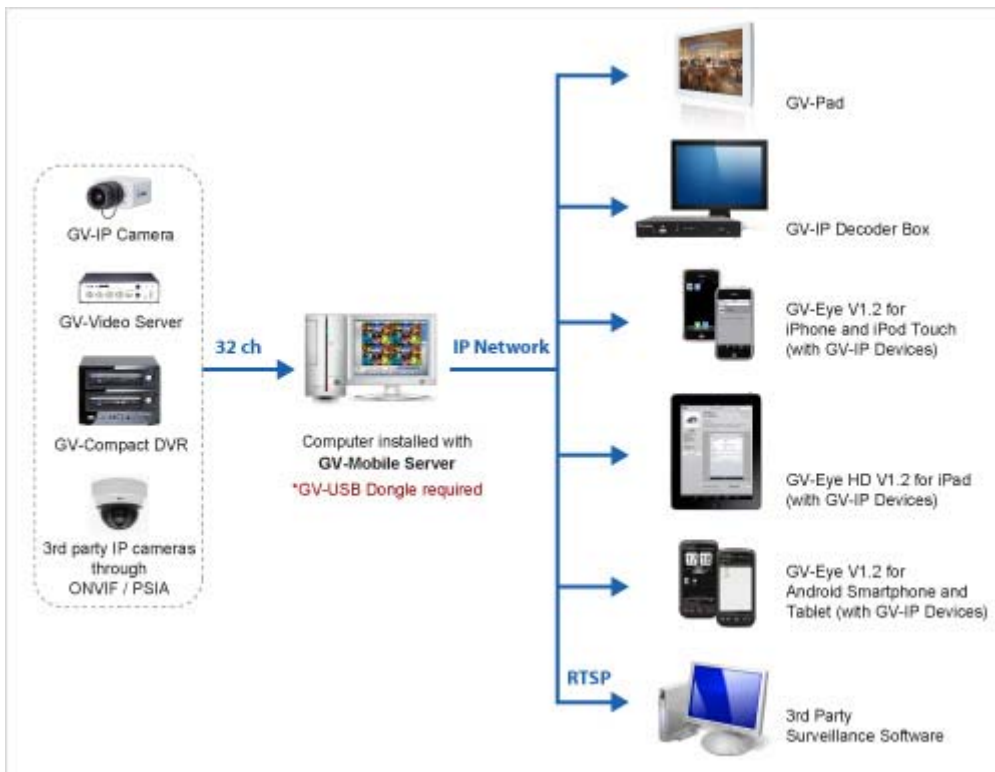 GV-IP Camera
GV-Video Server
GV-Compact DVR
3rd party IP cameras
through
ONVIF / PSIA
32 ch
Computer installed with
GV-Mobile Server
*GV-USB Dongle required
IP Network
RTSP
GV-Pad
GV-IP Decoder Box
GV-Eye V1.2 for
iPhone and iPod Touch
(with GV-IP Devices)
GV-Eye HD V1.2 for iPad
(with GV-IP Devices)
GV-Eye V1.2 for
Android Smartphone and
Tablet (with GV-IP Devices)
3rd Party
Surveillance Software